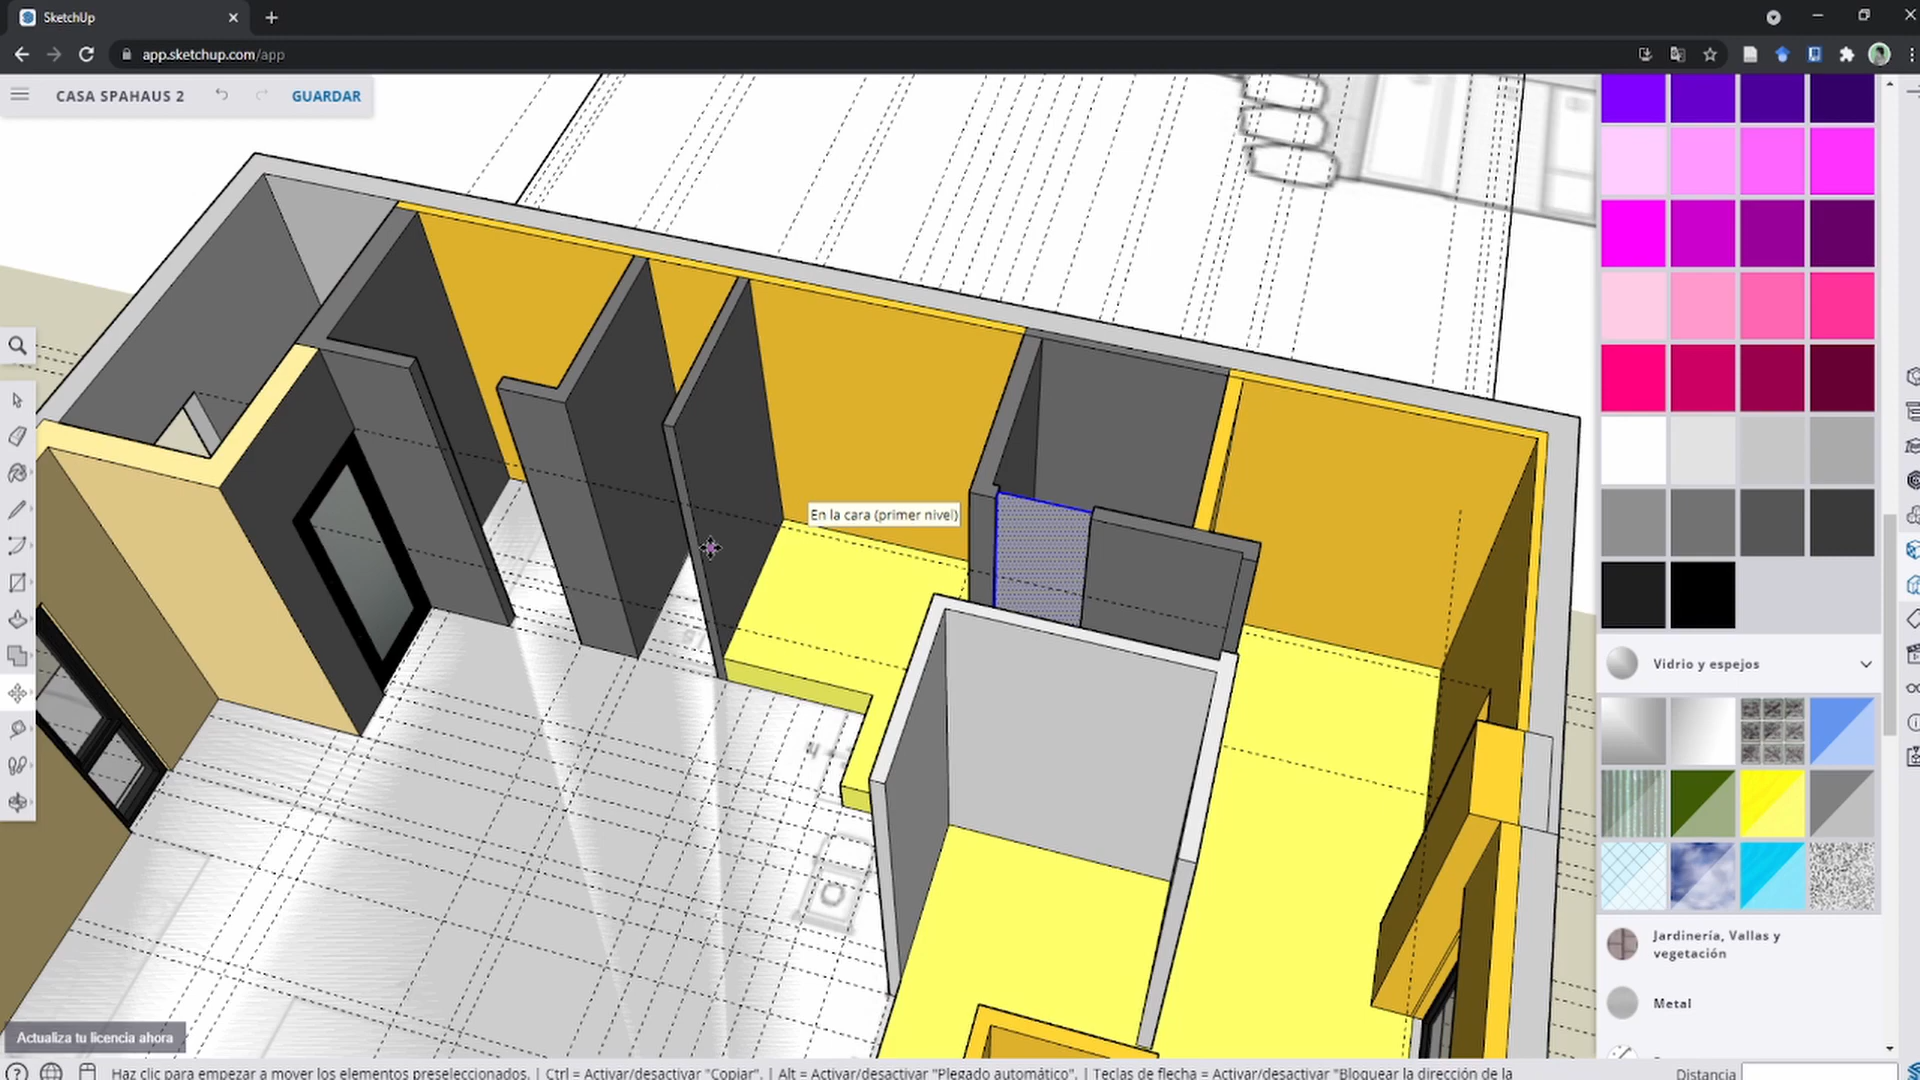 SketchUp
app.sketchup.com/app
CASA SPAHAUS 2
GUARDAR
En la cara (primer nivel)
Vidrio y espejos
Jardinería, Vallas y
vegetación
Metal
Actualiza tu licencia ahora
Haz clic para empezar a mover los elementos preseleccionados. | Ctrl = Activar/desactivar "Copiar". | Alt = Activar/desactivar "Plegado automático". | Teclas de flecha = Activar/desactivar "Bloquear la dirección de la
Distancia